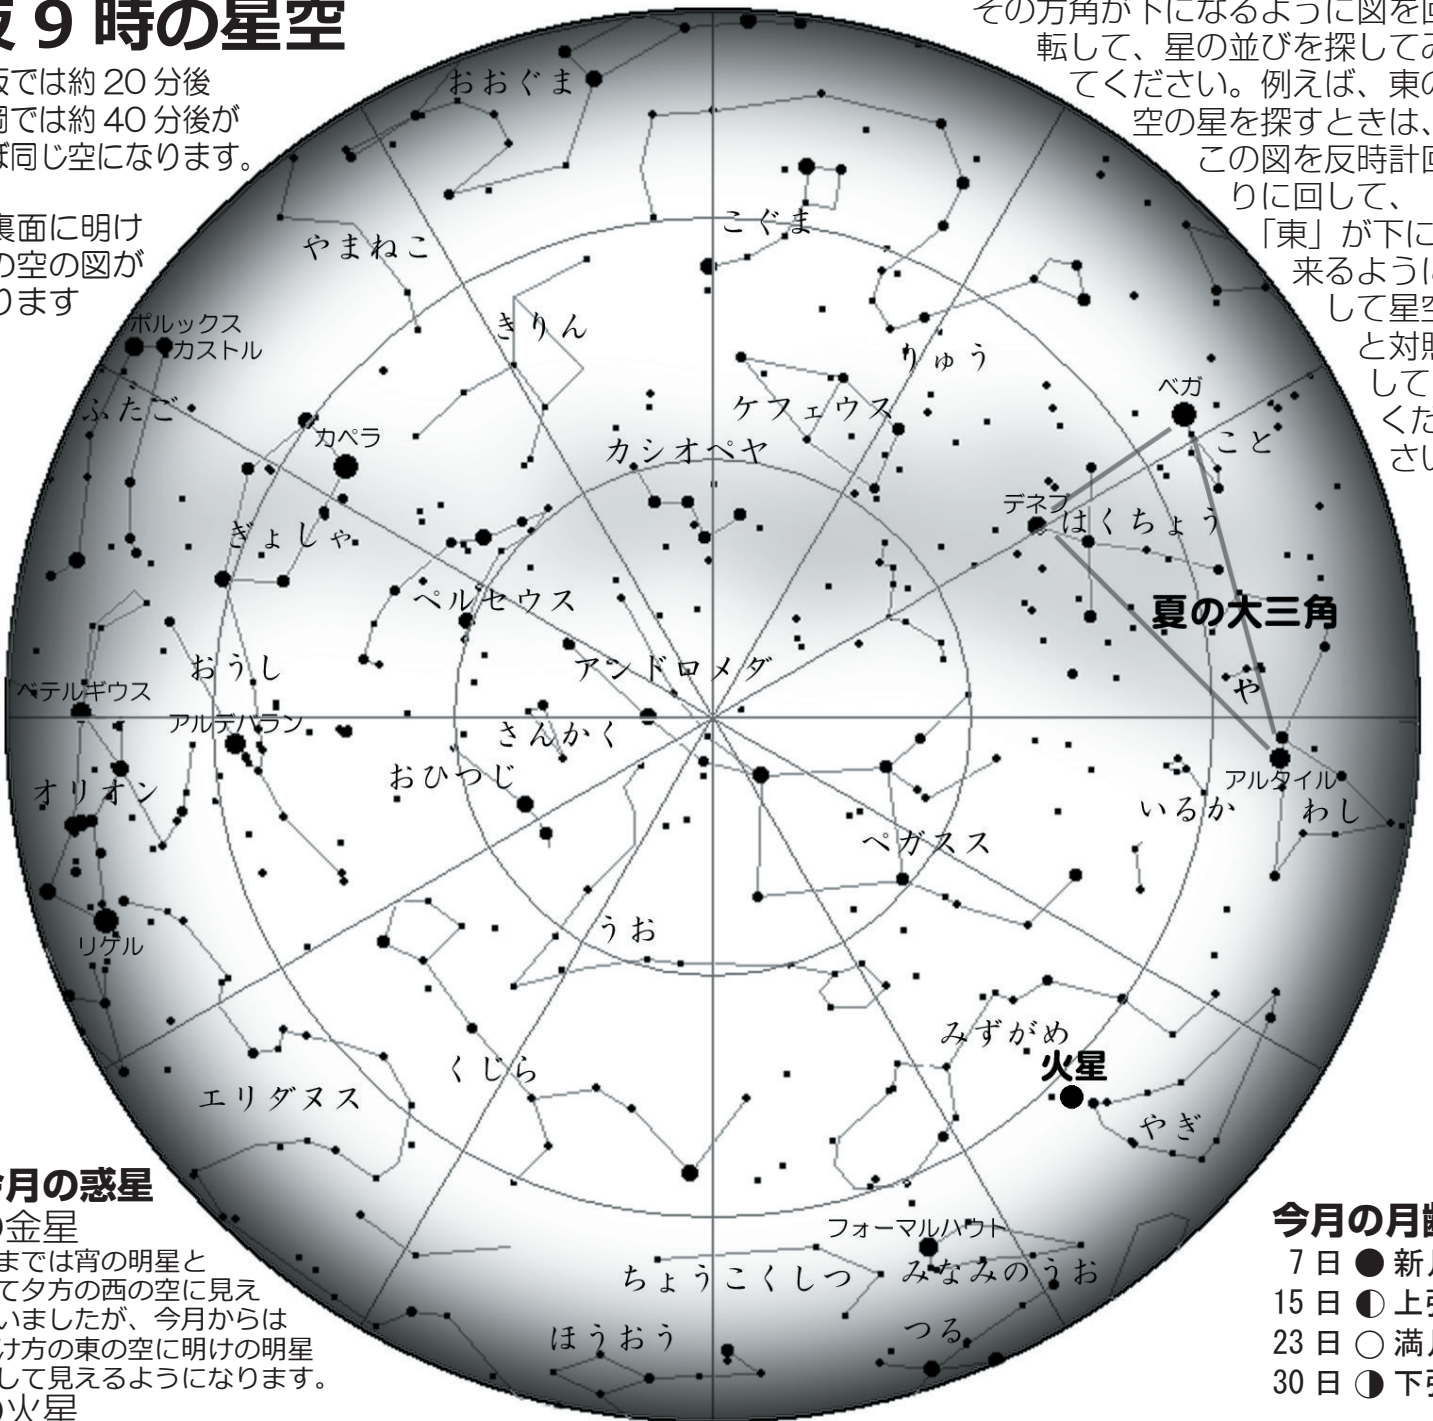 夜９時の星空
阪では約 20 分後
岡では約 40 分後が
ぼ同じ空になります。
裏面に明け
の空の図が
ります
その方角が下になるように図を回
転して、星の並びを探してみ
てください。例えば、東の
空の星を探すときは、
この図を反時計回
りに回して、
「東」が下に
来るように
して星空
と対照
して
くだ
さい
おおぐま
こぐま
やまねこ
きりん
りゅう
ポルックス
カストル
ふたご
カペラ
ぎょしゃ
ケフェウス
カシオペヤ
ベガ
こと
デネブ
はくちょう
夏の大三角
ペルセウス
アンドロメダ
おうし
ベテルギウス
アルデバラン
さんかく
おひつじ
や
アルタイル
いるか
わし
オリオン
ペガスス
リゲル
うお
みずがめ
火星
くじら
エリダヌス
やぎ
フォーマルハウト
ちょうこくしつ
みなみのうお
ほうおう
つる
今月の惑星
の金星
までは宵の明星と
て夕方の西の空に見え
いましたが、今月からは
け方の東の空に明けの明星
して見えるようになります。
の火星
今月の月齢
7 日 ● 新月
15 日 ◐ 上弦
23 日 ○ 満月
30 日 ◑ 下弦